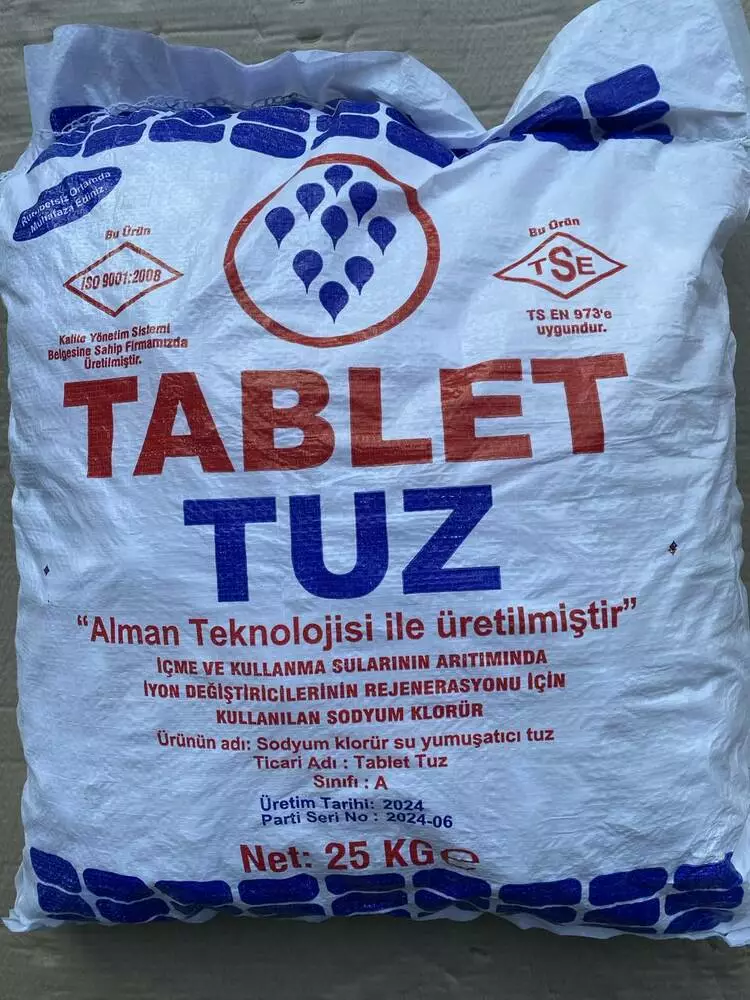 Rutubetsiz Ortamda
Muhafaza Ediniz.
Bu Ürün
ISO 9001:2008
Kalite Yönetim Sistemi
Belgesine Sahip Firmamızda
Üretilmiştir.
Bu Ürün
TSE
TS EN 973'e
uygundur.
TABLET
TUZ
"Alman Teknolojisi ile üretilmiştir"
İÇME VE KULLANMA SULARININ ARITIMINDA
İYON DEĞİŞTİRİCİLERİNİN REJENERASYONU İÇİN
KULLANILAN SODYUM KLORÜR
Ürünün adı: Sodyum klorür su yumuşatıcı tuz
Ticari Adı : Tablet Tuz
Sınıfı : A
Üretim Tarihi: 2024
Parti Seri No : 2024-06
Net: 25 KG e